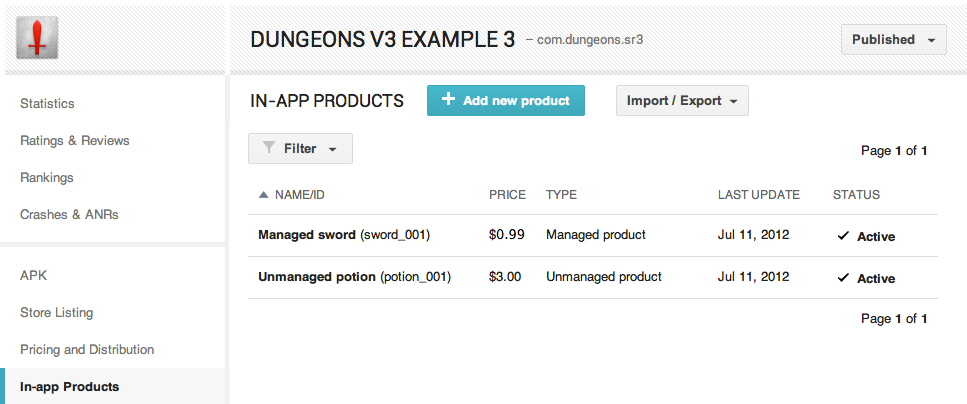 DUNGEONS V3 EXAMPLE 3 – com.dungeons.sr3
Published
Statistics
Ratings & Reviews
Rankings
Crashes & ANRs
APK
Store Listing
Pricing and Distribution
In-app Products
IN-APP PRODUCTS
+ Add new product
Import / Export
Filter
Page 1 of 1
NAME/ID PRICE TYPE LAST UPDATE STATUS
Managed sword (sword_001) $0.99 Managed product Jul 11, 2012 Active
Unmanaged potion (potion_001) $3.00 Unmanaged product Jul 11, 2012 Active
Page 1 of 1